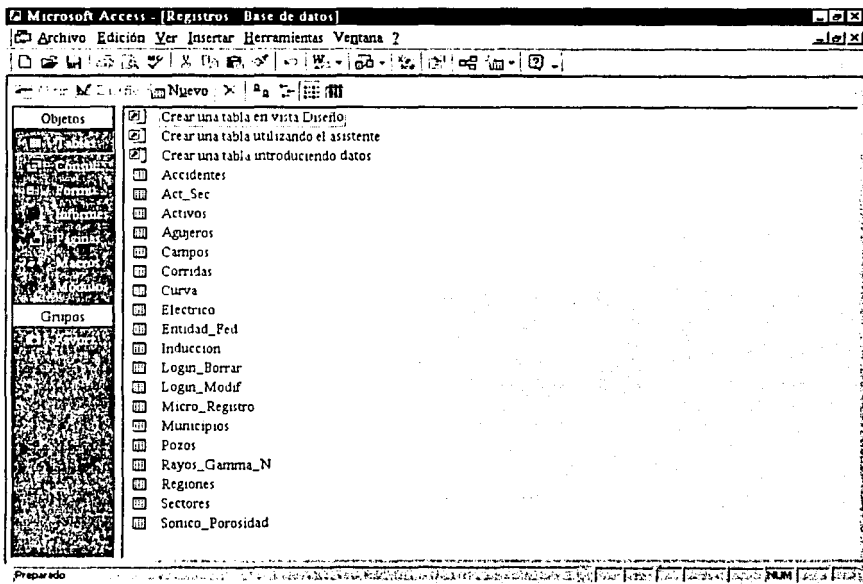 Microsoft Access - [Registros Base de datos]
Archivo Edición Ver Insertar Herramientas Ventana ?
Nuevo
Objetos
Grupos
Crear una tabla en vista Diseño
Crear una tabla utilizando el asistente
Crear una tabla introduciendo datos
Accidentes
Act_Sec
Activos
Agujeros
Campos
Corridas
Curva
Electrico
Entidad_Fed
Induccion
Login_Borrar
Login_Modif
Micro_Registro
Municipios
Pozos
Rayos_Gamma_N
Regiones
Sectores
Sonico_Porosidad
Preparado
NUM